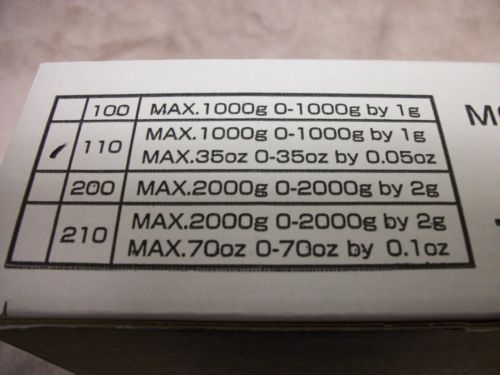 100 MAX.1000g 0-1000g by 1g
110 MAX.1000g 0-1000g by 1g
MAX.35oz 0-35oz by 0.05oz
200 MAX.2000g 0-2000g by 2g
210 MAX.2000g 0-2000g by 2g
MAX.70oz 0-70oz by 0.1oz